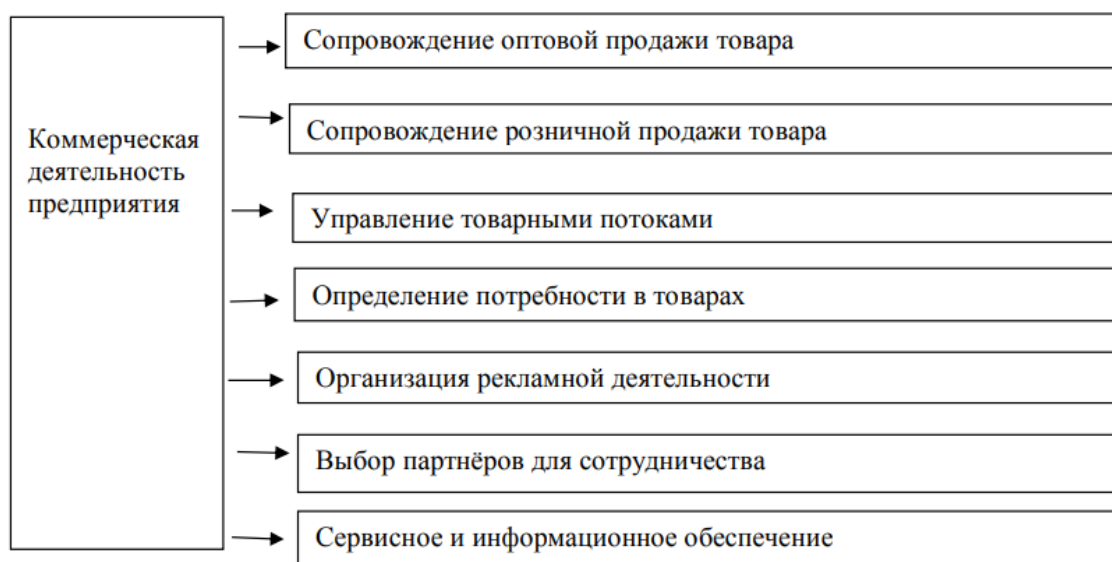 Сопровождение оптовой продажи товара
Сопровождение розничной продажи товара
Коммерческая
деятельность
предприятия
Управление товарными потоками
Определение потребности в товарах
Организация рекламной деятельности
Выбор партнёров для сотрудничества
Сервисное и информационное обеспечение